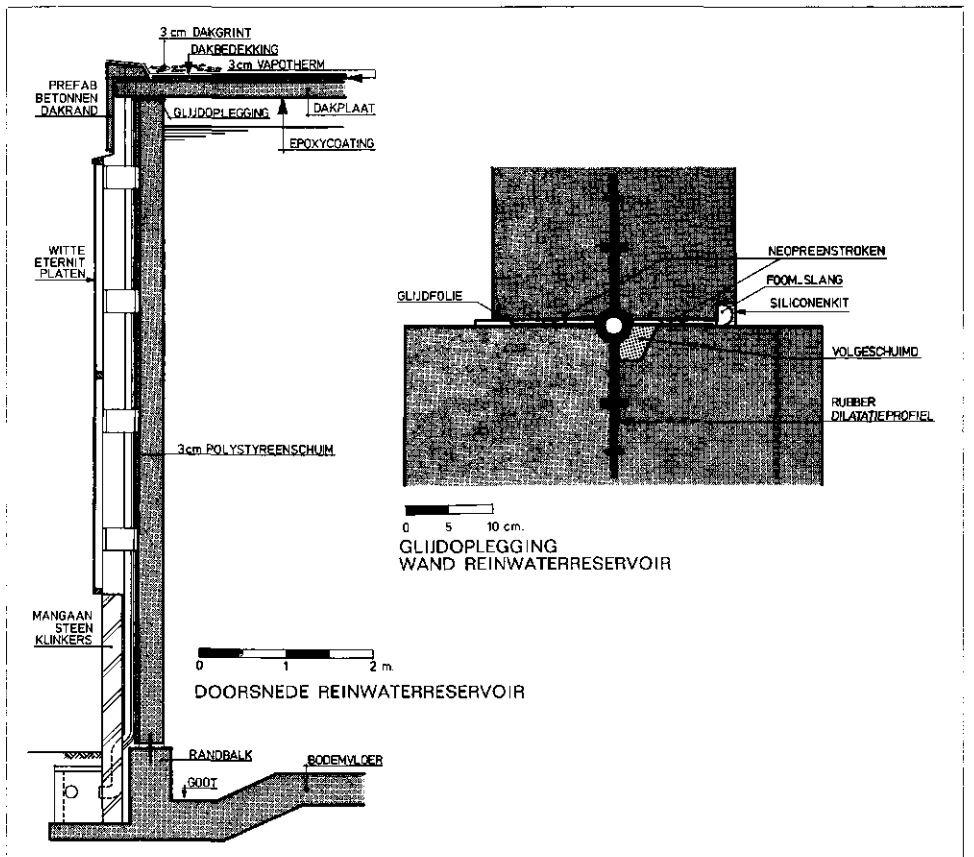 3 cm DAKGRINT
DAKBEDEKKING
3cm VAPOTHERM
PREFAB
BETONNEN
DAKRAND
GLIJDOPLEGGING
DAKPLAAT
EPOXYCOATING
WITTE
ETERNIT
PLATEN
3cm POLYSTYREENSCHUIM
MANGAAN
STEEN
KLINKERS
0 1 2 m.
DOORSNEDE REINWATERRESERVOIR
RANDBALK
BODEMVLOER
GOOT
NEOPREENSTROKEN
FOOM-SLANG
SILICONENKIT
GLIJDFOLIE
VOLGESCHUIMD
RUBBER
DILATATIEPROFIEL
0 5 10 cm.
GLIJDOPLEGGING
WAND REINWATERRESERVOIR